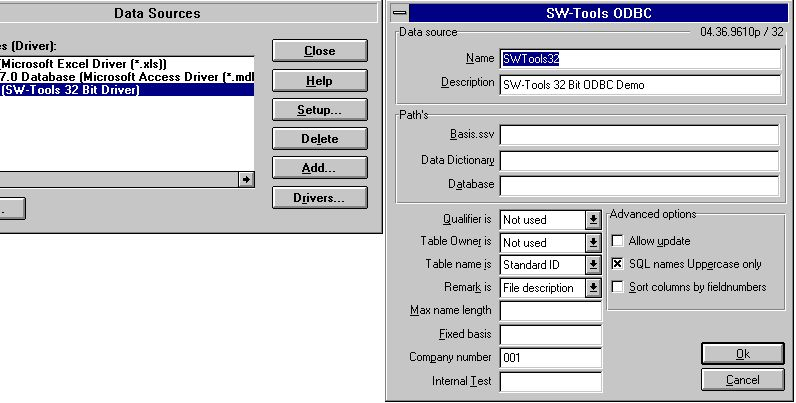 Data Sources
es (Driver):
(Microsoft Excel Driver (*.xls))
7.0 Database (Microsoft Access Driver (*.mdl
(SW-Tools 32 Bit Driver)
Close
Help
Setup...
Delete
Add...
Drivers...
..
SW-Tools ODBC
Data source
04.36.9610p / 32
Name
SWTools32
Description
SW-Tools 32 Bit ODBC Demo
Path's
Basis.ssv
Data Dictionary
Database
Qualifier is
Not used
Table Owner is
Not used
Table name is
Standard ID
Remark is
File description
Max name length
Fixed basis
Company number
001
Internal Test
Advanced options
Allow update
SQL names Uppercase only
Sort columns by fieldnumbers
Ok
Cancel